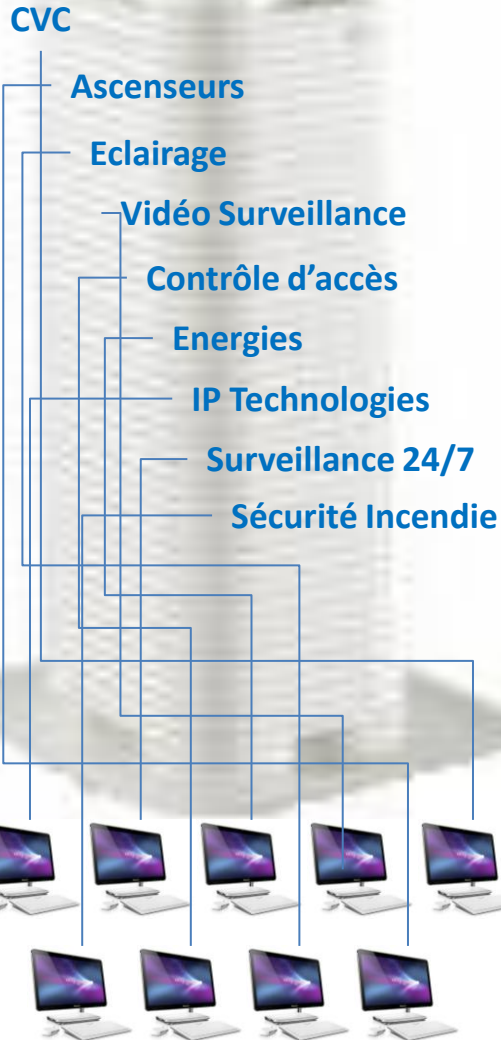 CVC
Ascenseurs
Eclairage
Vidéo Surveillance
Contrôle d’accès
Energies
IP Technologies
Surveillance 24/7
Sécurité Incendie